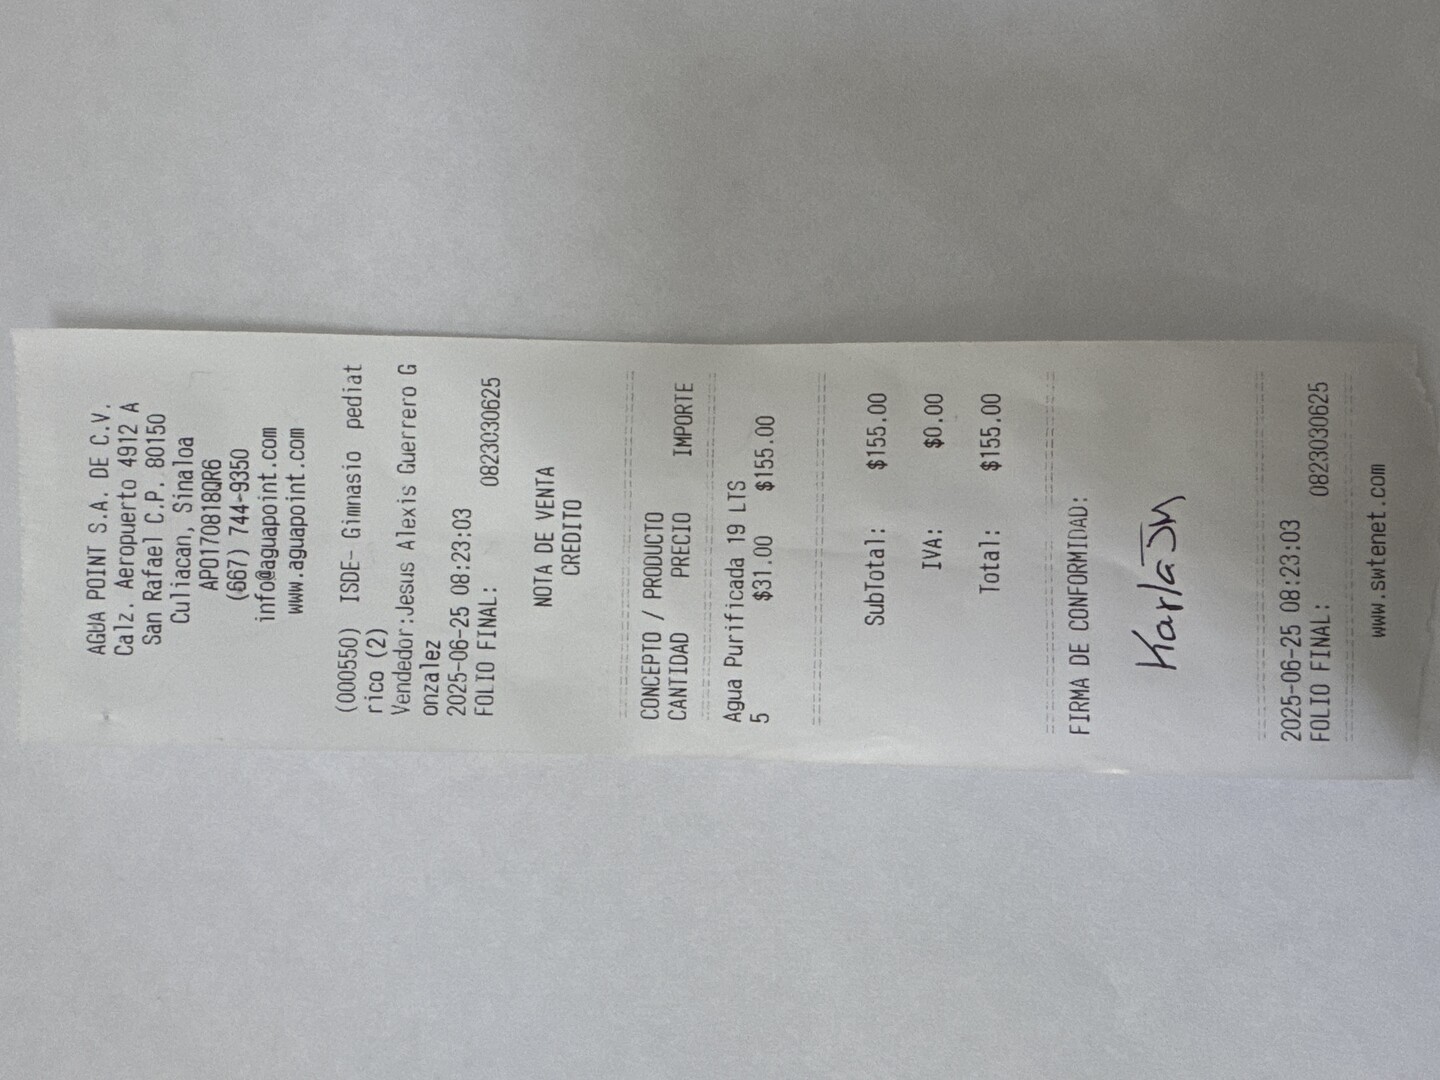 AGUA POINT S.A. DE C.V.
Calz. Aeropuerto 4912 A
San Rafael C.P. 80150
Culiacan, Sinaloa
APO170818QR6
(667) 744-9350
info@aguapoint.com
www.aguapoint.com
(000550) ISDE- Gimnasio pediat
rico (2)
Vendedor:Jesus Alexis Guerrero G
onzalez
2025-06-25 08:23:03
FOLIO FINAL: 0823030625
NOTA DE VENTA
CREDITO
CONCEPTO / PRODUCTO
CANTIDAD PRECIO IMPORTE
Agua Purificada 19 LTS
5 $31.00 $155.00
SubTotal: $155.00
IVA: $0.00
Total: $155.00
FIRMA DE CONFORMIDAD:
Karla
2025-06-25 08:23:03
FOLIO FINAL: 0823030625
www.swtenet.com